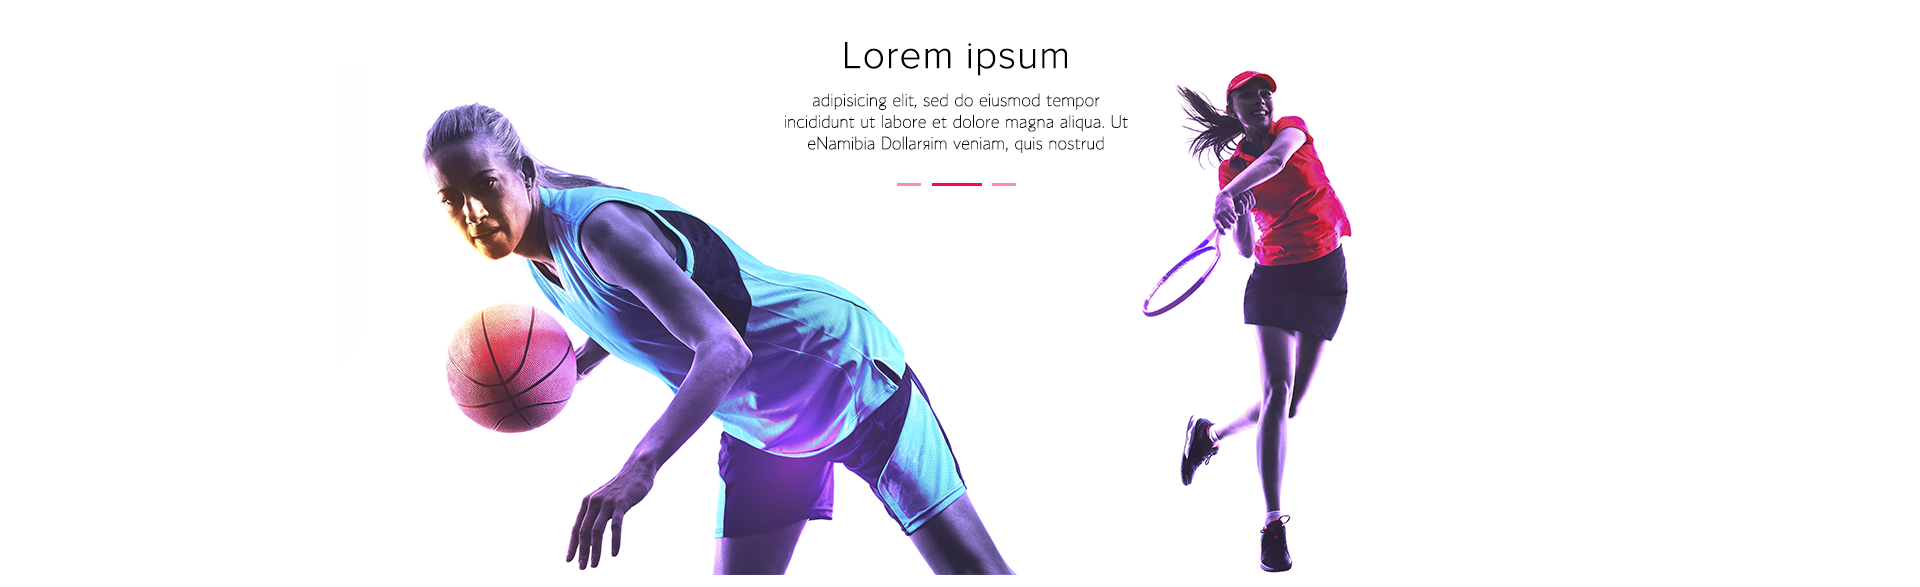 Lorem ipsum
adipisicing elit, sed do eiusmod tempor
incididunt ut labore et dolore magna aliqua. Ut
eNamibia Dollarяim veniam, quis nostrud